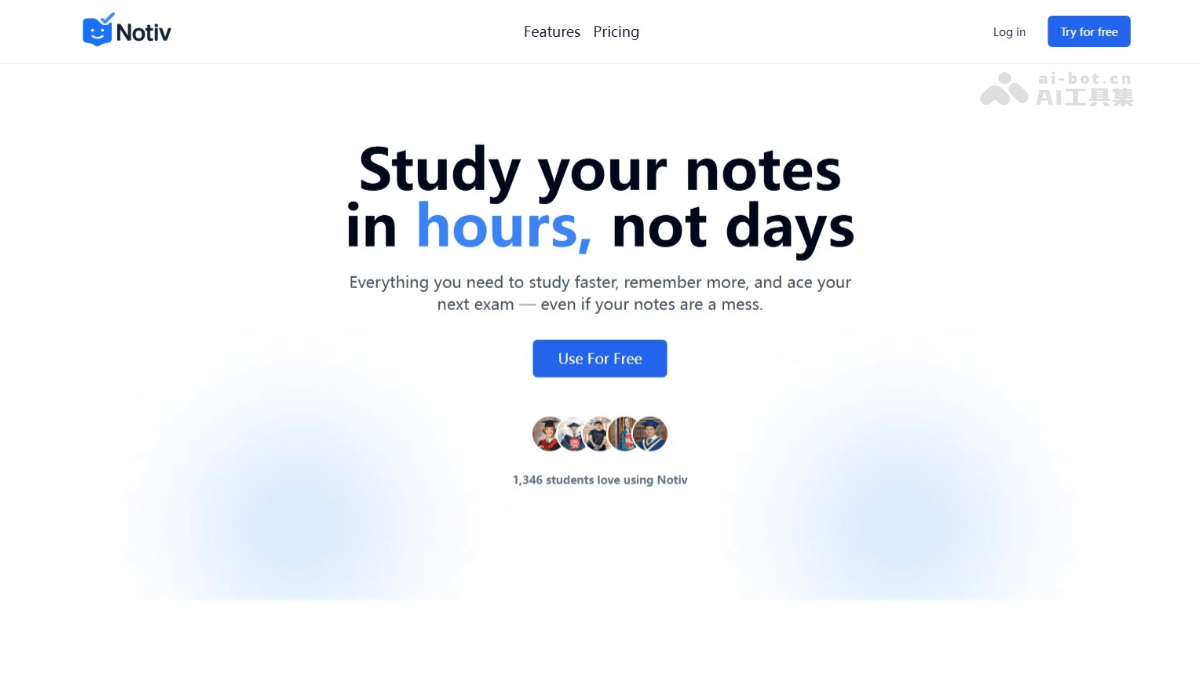 Notiv
Features Pricing
Log in
Try for free
ai-bot.cn
AI工具集
Study your notes
in hours, not days
Everything you need to study faster, remember more, and ace your
next exam — even if your notes are a mess.
Use For Free
1,346 students love using Notiv